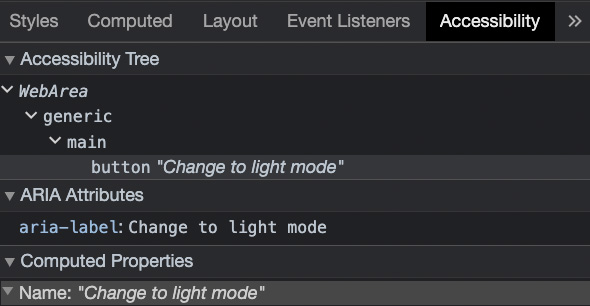 Styles Computed Layout Event Listeners Accessibility »
Accessibility Tree
WebArea
generic
main
button "Change to light mode"
ARIA Attributes
aria-label: Change to light mode
Computed Properties
Name: "Change to light mode"